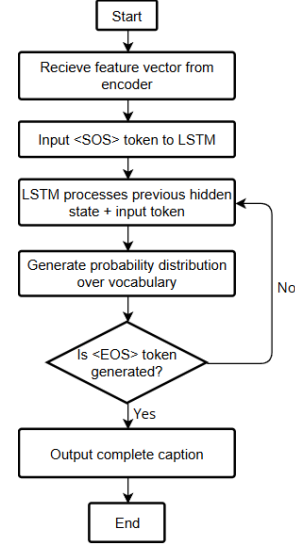 Start
Recieve feature vector from
encoder
Input <SOS> token to LSTM
LSTM processes previous hidden
state + input token
Generate probability distribution
over vocabulary
Is <EOS> token
generated?
No
Yes
Output complete caption
End